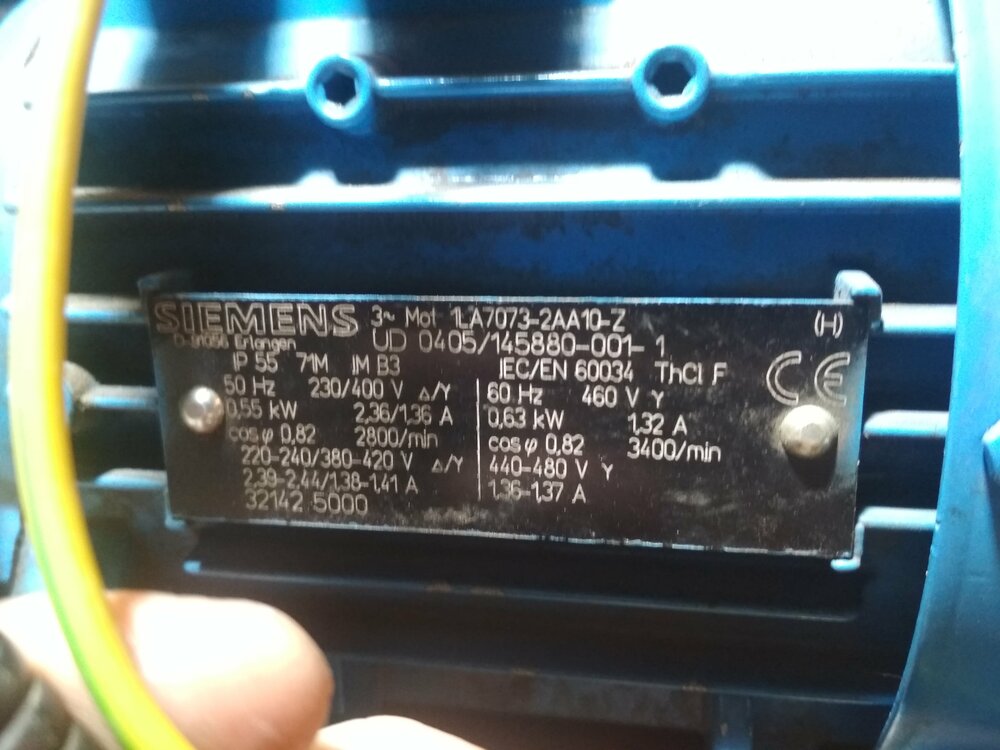 SIEMENS 3~ Mot 1LA7073-2AA10-Z (H)
D-91056 Erlangen UD 0405/145880-001-1
IP 55 71M IM B3 IEC/EN 60034 ThCl F CE
50 Hz 230/400 V Δ/Y
0,55 kW 2,36/1,36 A
cos φ 0,82 2800/min
220-240/380-420 V Δ/Y
2,39-2,44/1,38-1,41 A
32142 5000
60 Hz 460 V Y
0,63 kW 1,32 A
cos φ 0,82 3400/min
440-480 V Y
1,36-1,37 A